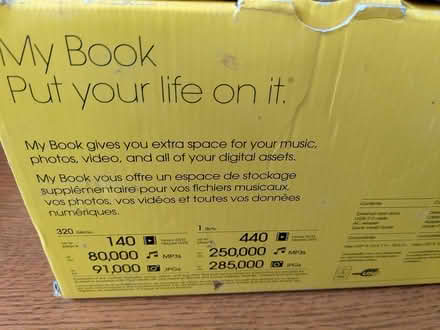 My Book
Put your life on it.
My Book gives you extra space for your music,
photos, video, and all of your digital assets.
My Book vous offre un espace de stockage
supplémentaire pour vos fichiers musicaux,
vos photos, vos vidéos et toutes vos données
numériques.
320
140
80,000 MP3s
91,000 JPGs
1
440
250,000 MP3s
285,000 JPGs
Contents